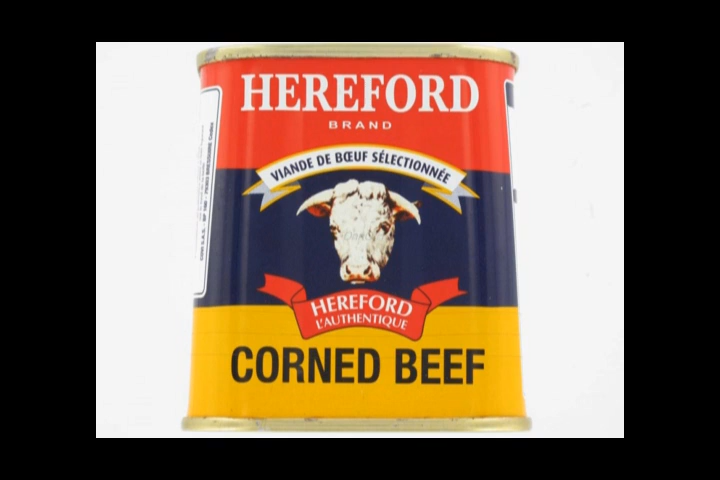 HEREFORD
BRAND
VIANDE DE BŒUF SÉLECTIONNÉE
HEREFORD
L'AUTHENTIQUE
CORNED BEEF